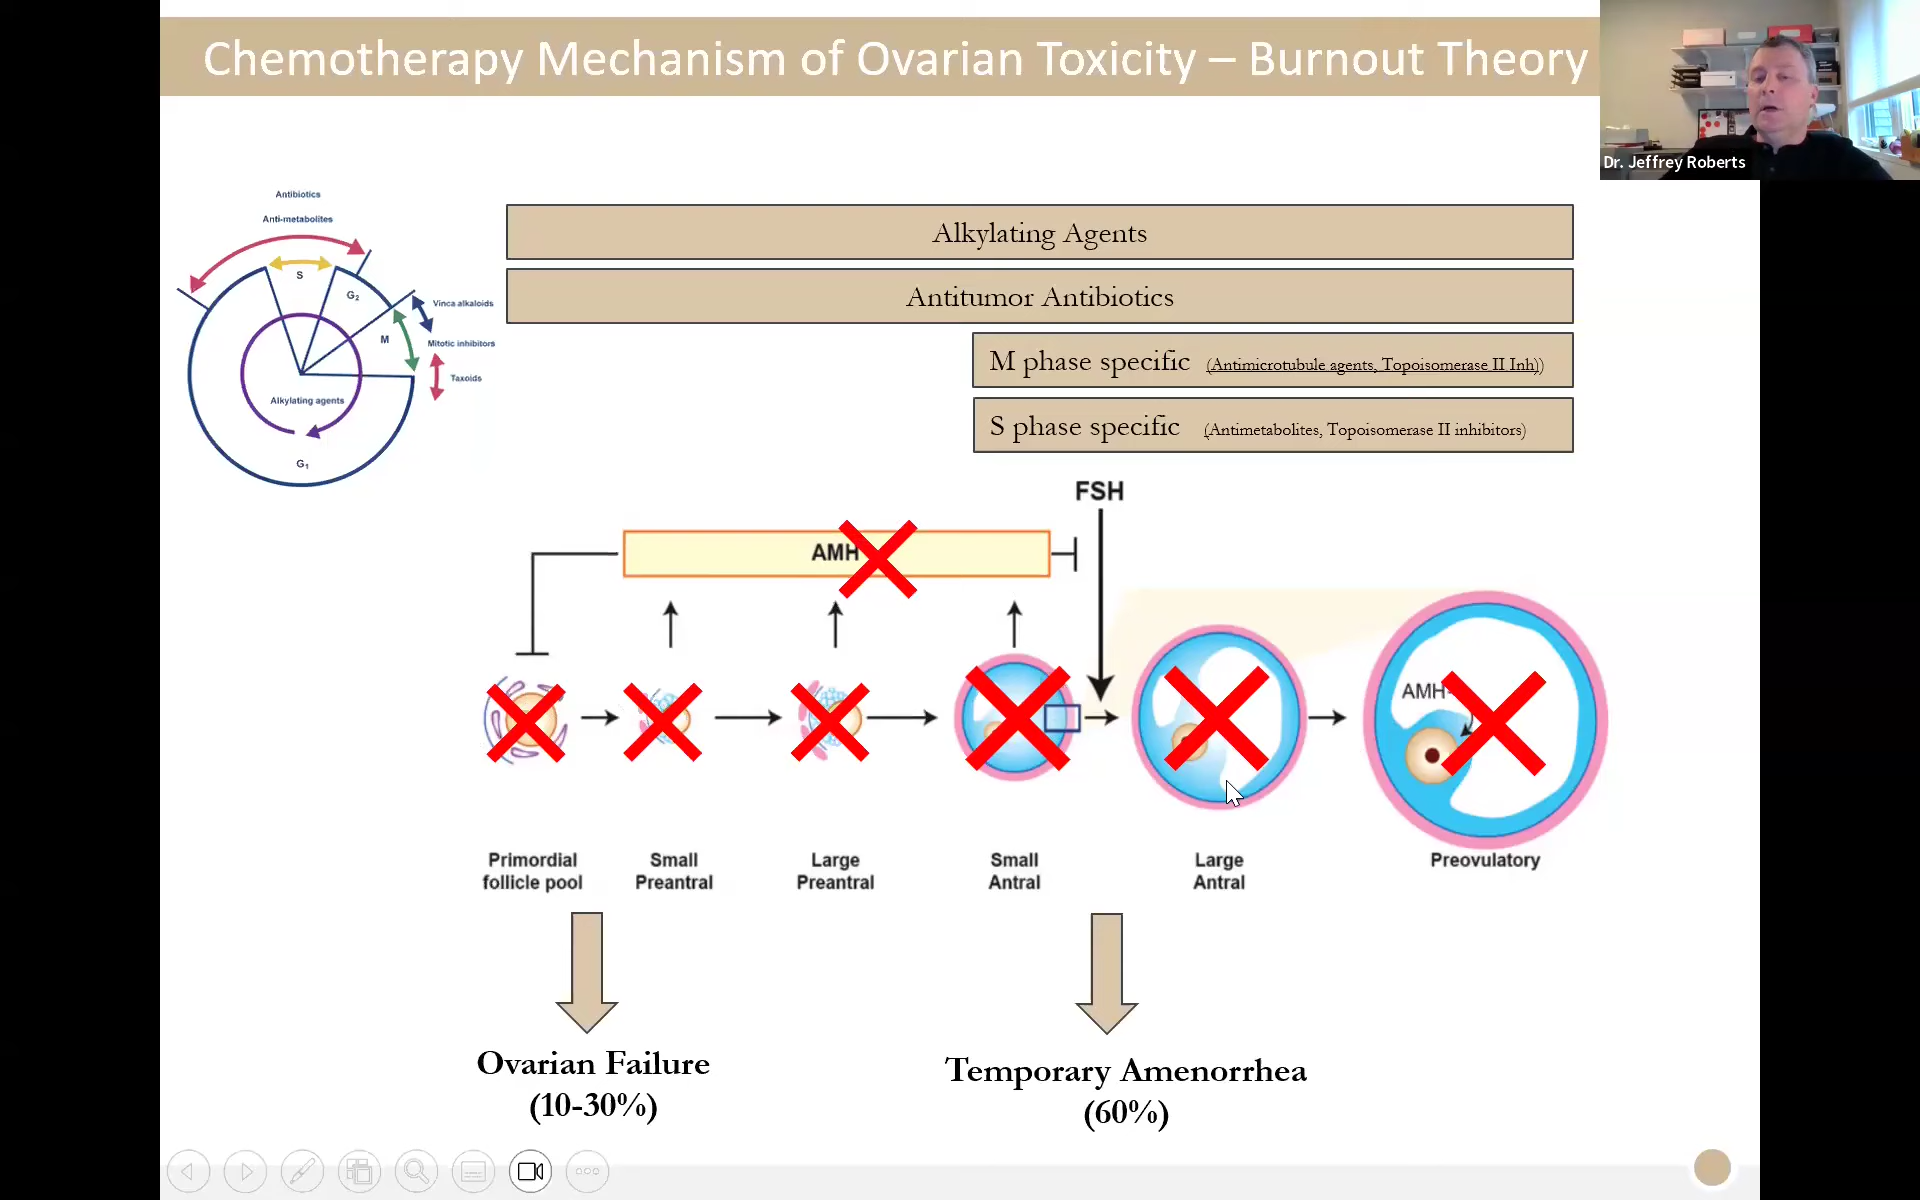 Chemotherapy Mechanism of Ovarian Toxicity – Burnout Theory
Dr. Jeffrey Roberts
Antibiotics
Anti-metabolites
S
G2
M
G1
Vinca alkaloids
Mitotic inhibitors
Taxoids
Alkylating agents
Alkylating Agents
Antitumor Antibiotics
M phase specific (Antimicrotubule agents, Topoisomerase II Inh))
S phase specific (Antimetabolites, Topoisomerase II inhibitors)
FSH
AMH
AMH
Primordial
follicle pool
Small
Preantral
Large
Preantral
Small
Antral
Large
Antral
Preovulatory
Ovarian Failure
(10-30%)
Temporary Amenorrhea
(60%)